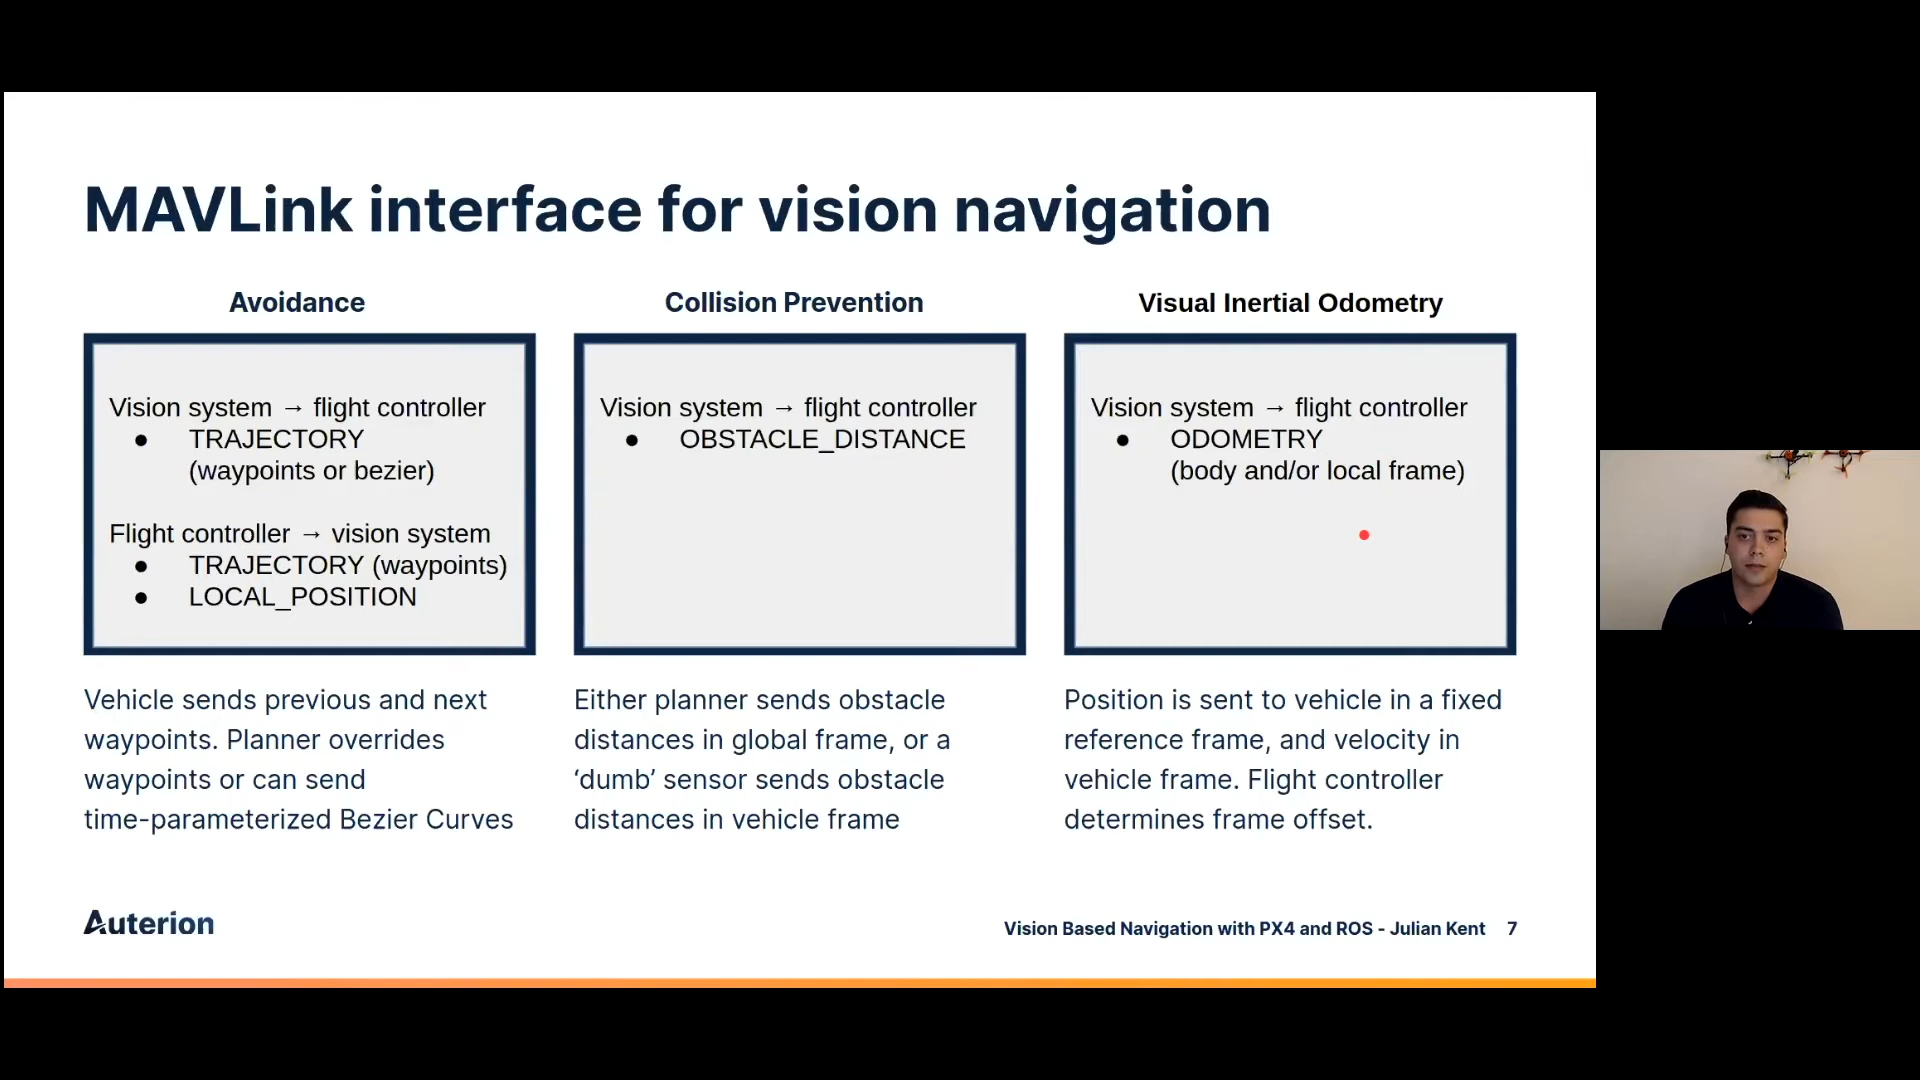 MAVLink interface for vision navigation
Avoidance
Vision system → flight controller
● TRAJECTORY
(waypoints or bezier)
Flight controller → vision system
● TRAJECTORY (waypoints)
● LOCAL_POSITION
Vehicle sends previous and next
waypoints. Planner overrides
waypoints or can send
time-parameterized Bezier Curves
Collision Prevention
Vision system → flight controller
● OBSTACLE_DISTANCE
Either planner sends obstacle
distances in global frame, or a
‘dumb’ sensor sends obstacle
distances in vehicle frame
Visual Inertial Odometry
Vision system → flight controller
● ODOMETRY
(body and/or local frame)
Position is sent to vehicle in a fixed
reference frame, and velocity in
vehicle frame. Flight controller
determines frame offset.
Auterion
Vision Based Navigation with PX4 and ROS - Julian Kent 7